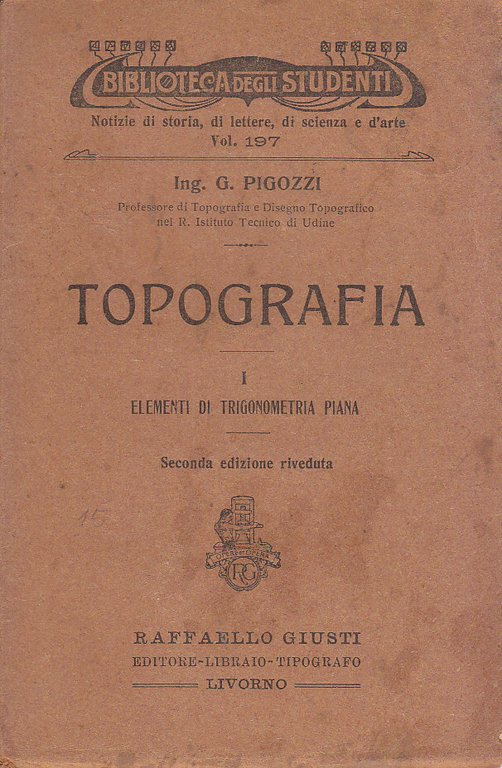 BIBLIOTECA DEGLI STUDENTI
Notizie di storia, di lettere, di scienza e d'arte
Vol. 197
Ing. G. PIGOZZI
Professore di Topografia e Disegno Topografico
nel R. Istituto Tecnico di Udine
TOPOGRAFIA
I
ELEMENTI DI TRIGONOMETRIA PIANA
Seconda edizione riveduta
15
RG
RAFFAELLO GIUSTI
EDITORE-LIBRAIO-TIPOGRAFO
LIVORNO